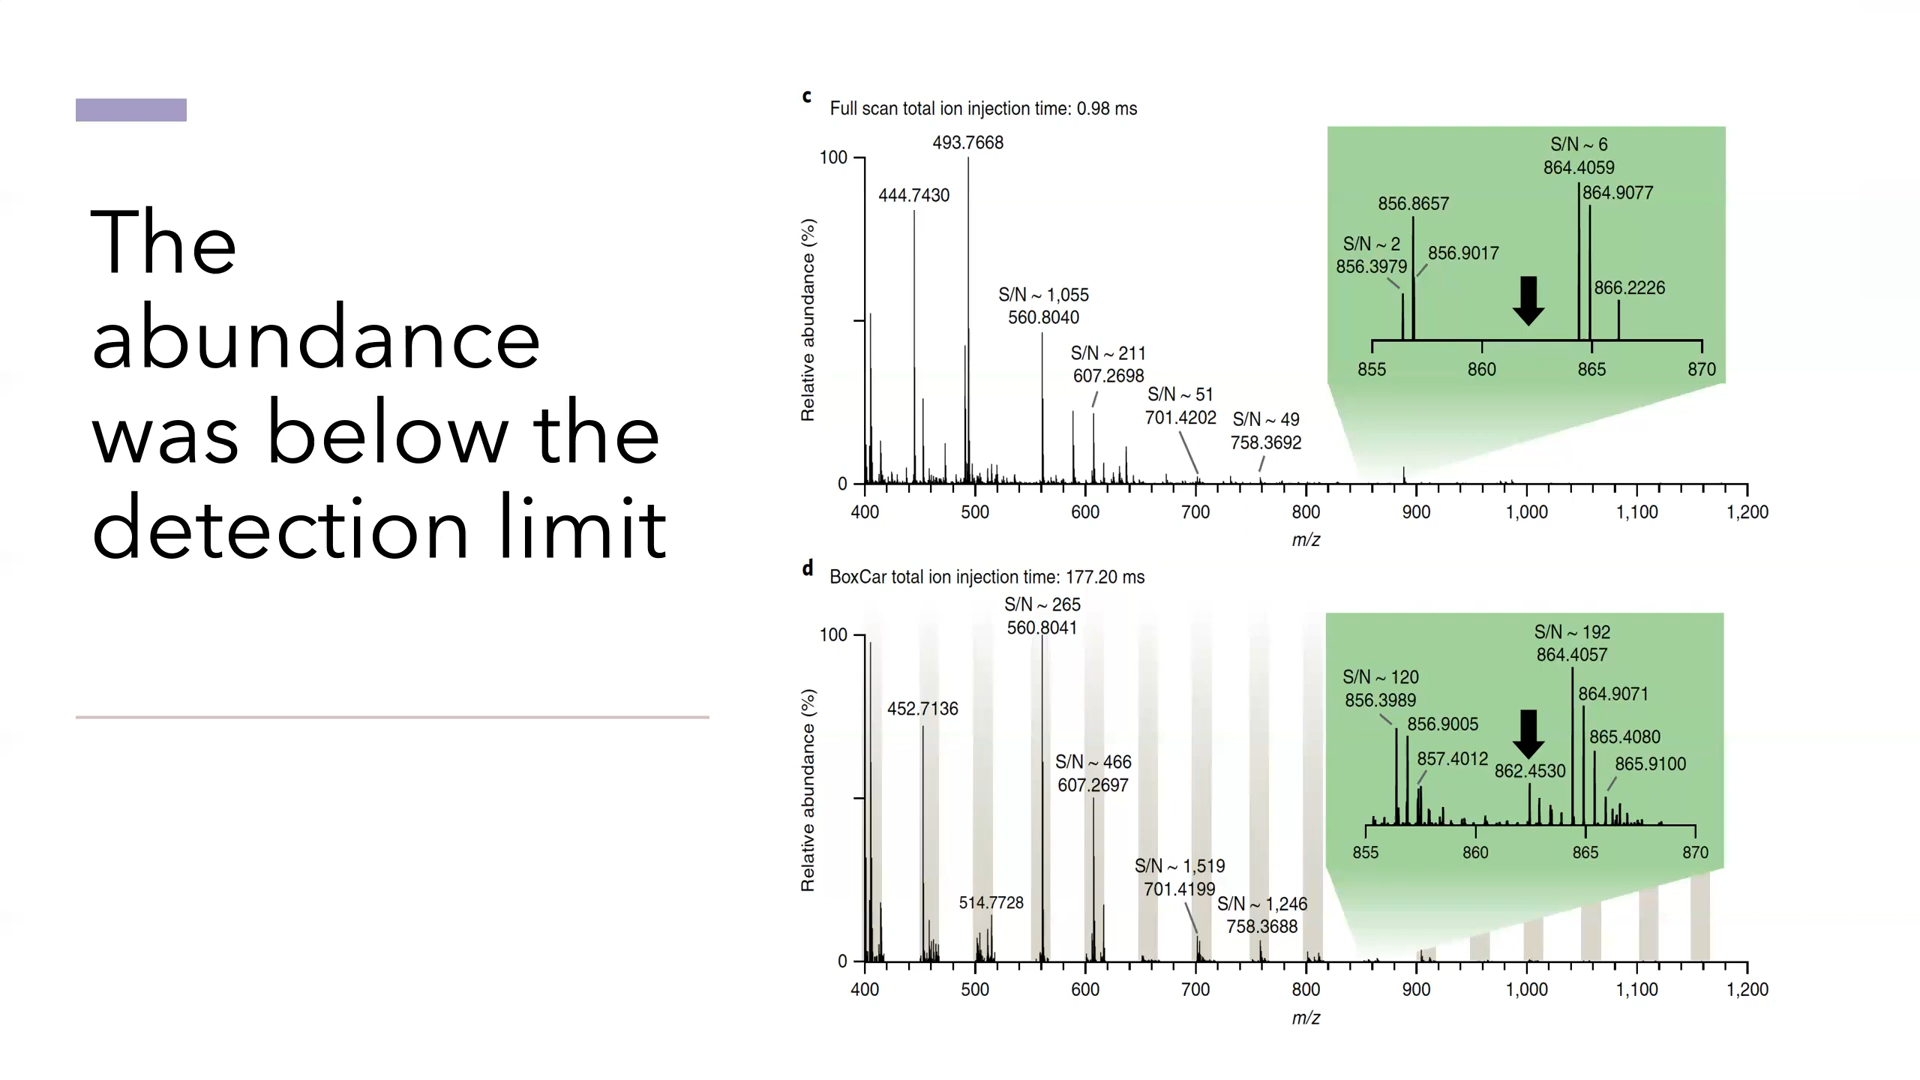 The
abundance
was below the
detection limit
c
Full scan total ion injection time: 0.98 ms
Relative abundance (%)
100
0
444.7430
493.7668
S/N ~ 1,055
560.8040
S/N ~ 211
607.2698
S/N ~ 51
701.4202
S/N ~ 49
758.3692
400 500 600 700 800 900 1,000 1,100 1,200
m/z
S/N ~ 6
864.4059
864.9077
856.8657
S/N ~ 2
856.3979
856.9017
866.2226
855 860 865 870
d
BoxCar total ion injection time: 177.20 ms
Relative abundance (%)
100
0
S/N ~ 265
560.8041
452.7136
S/N ~ 466
607.2697
514.7728
S/N ~ 1,519
701.4199
S/N ~ 1,246
758.3688
400 500 600 700 800 900 1,000 1,100 1,200
m/z
S/N ~ 192
864.4057
S/N ~ 120
856.3989
864.9071
856.9005
865.4080
857.4012
862.4530
865.9100
855 860 865 870